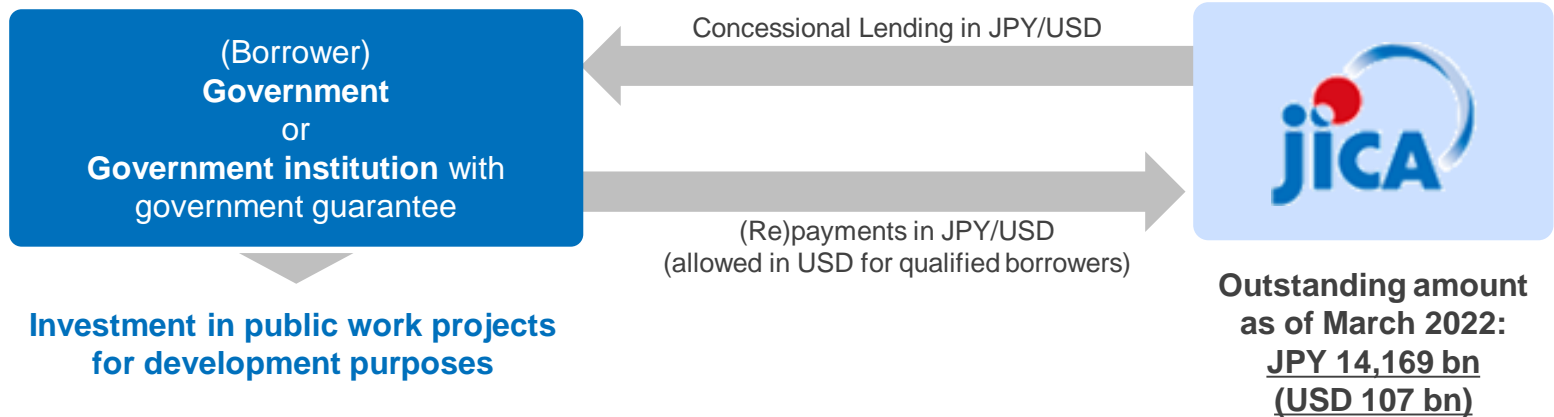 (Borrower)
Government
or
Government institution with
government guarantee
Concessional Lending in JPY/USD
(Re)payments in JPY/USD
(allowed in USD for qualified borrowers)
jICA
Investment in public work projects
for development purposes
Outstanding amount
as of March 2022:
JPY 14,169 bn
(USD 107 bn)